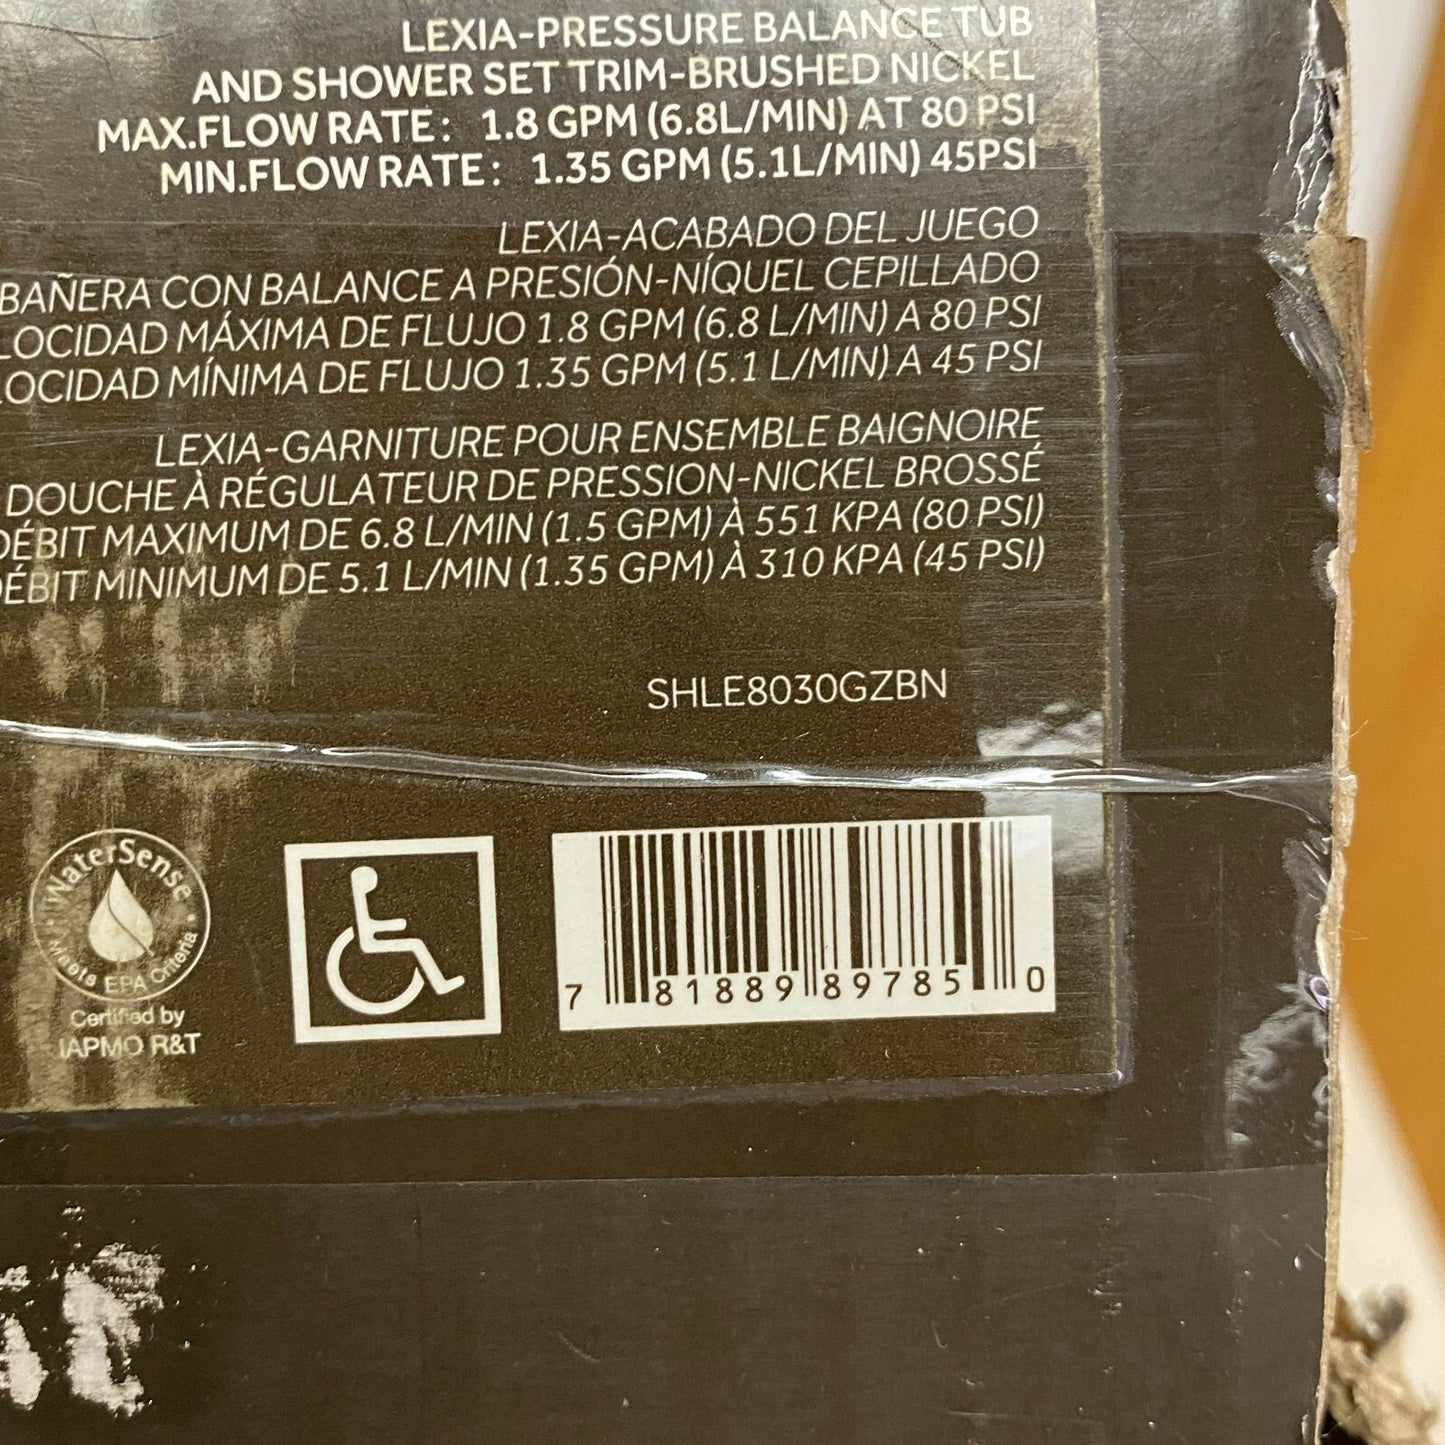 LEXIA-PRESSURE BALANCE TUB
AND SHOWER SET TRIM-BRUSHED NICKEL
MAX.FLOW RATE: 1.8 GPM (6.8L/MIN) AT 80 PSI
MIN.FLOW RATE: 1.35 GPM (5.1L/MIN) 45PSI
LEXIA-ACABADO DEL JUEGO
BAÑERA CON BALANCE A PRESIÓN-NÍQUEL CEPILLADO
LOCIDAD MÁXIMA DE FLUJO 1.8 GPM (6.8 L/MIN) A 80 PSI
LOCIDAD MÍNIMA DE FLUJO 1.35 GPM (5.1 L/MIN) A 45 PSI
LEXIA-GARNITURE POUR ENSEMBLE BAIGNOIRE
DOUCHE À RÉGULATEUR DE PRESSION-NICKEL BROSSÉ
DÉBIT MAXIMUM DE 6.8 L/MIN (1.5 GPM) À 551 KPA (80 PSI)
DÉBIT MINIMUM DE 5.1 L/MIN (1.35 GPM) À 310 KPA (45 PSI)
SHLE8030GZBN
WaterSense
Meets EPA Criteria
Certified by
IAPMO R&T
7 81889 89785 0